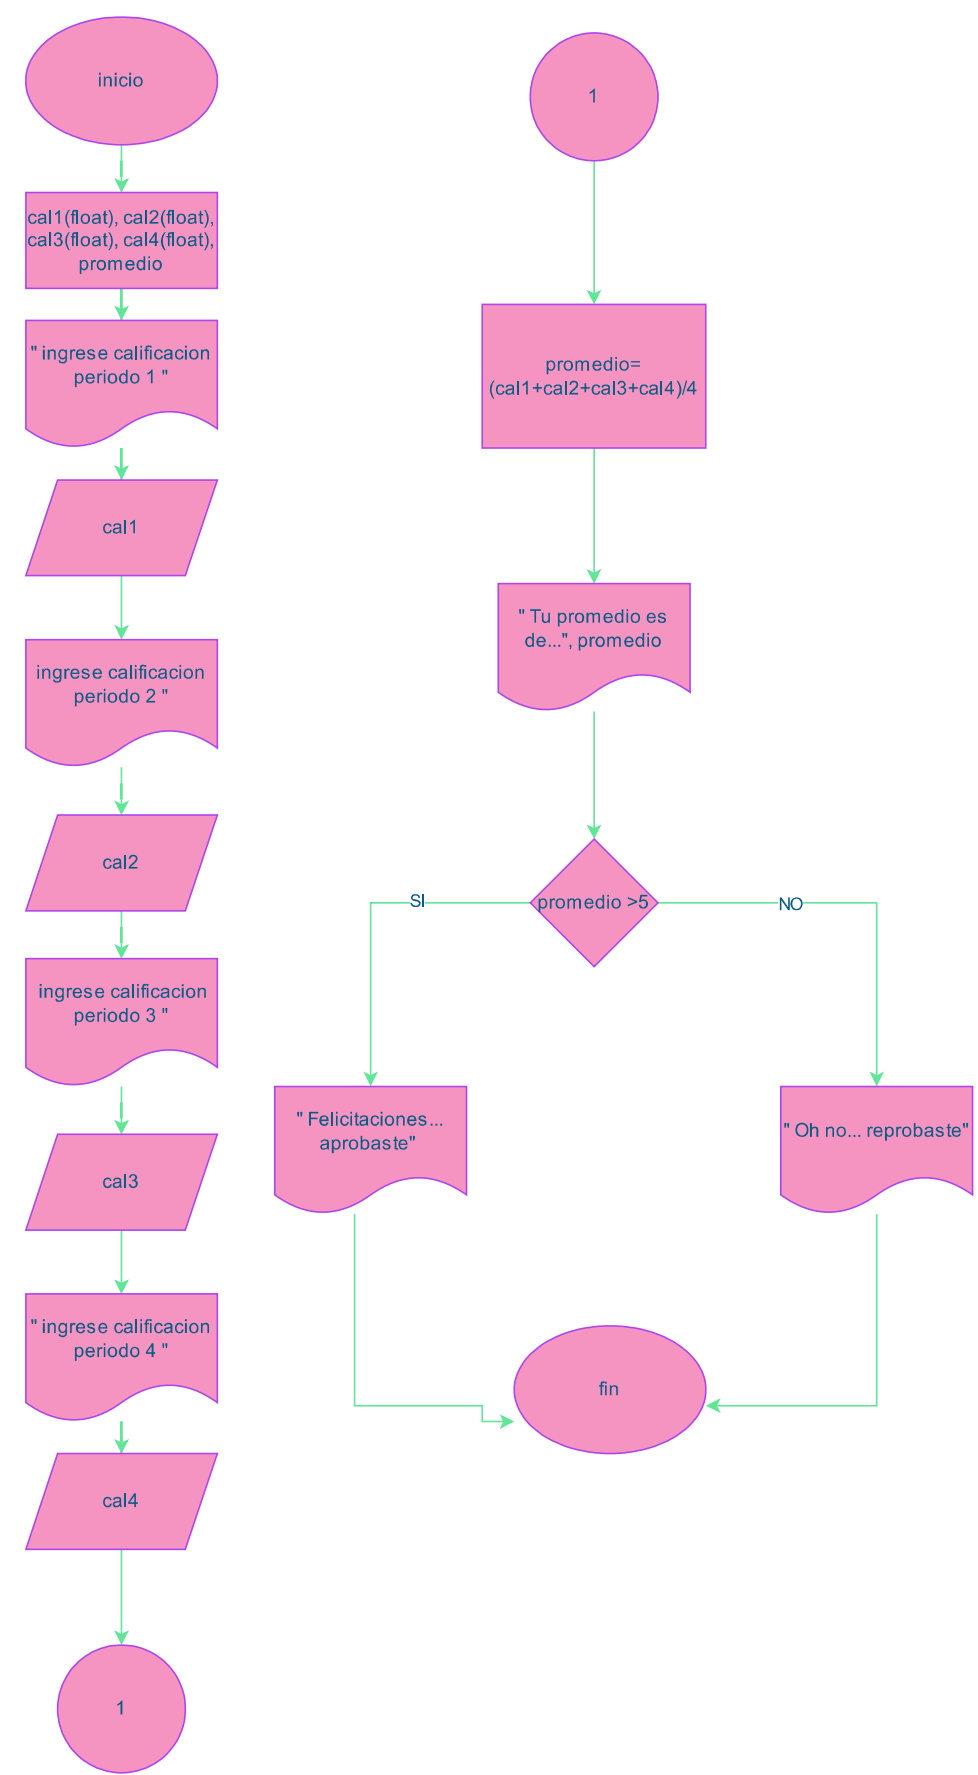 inicio
cal1(float), cal2(float),
cal3(float), cal4(float),
promedio
" ingrese calificacion
periodo 1 "
cal1
ingrese calificacion
periodo 2 "
cal2
ingrese calificacion
periodo 3 "
cal3
" ingrese calificacion
periodo 4 "
cal4
1
1
promedio=
(cal1+cal2+cal3+cal4)/4
" Tu promedio es
de...", promedio
promedio >5
SI
NO
" Felicitaciones...
aprobaste"
" Oh no... reprobaste"
fin